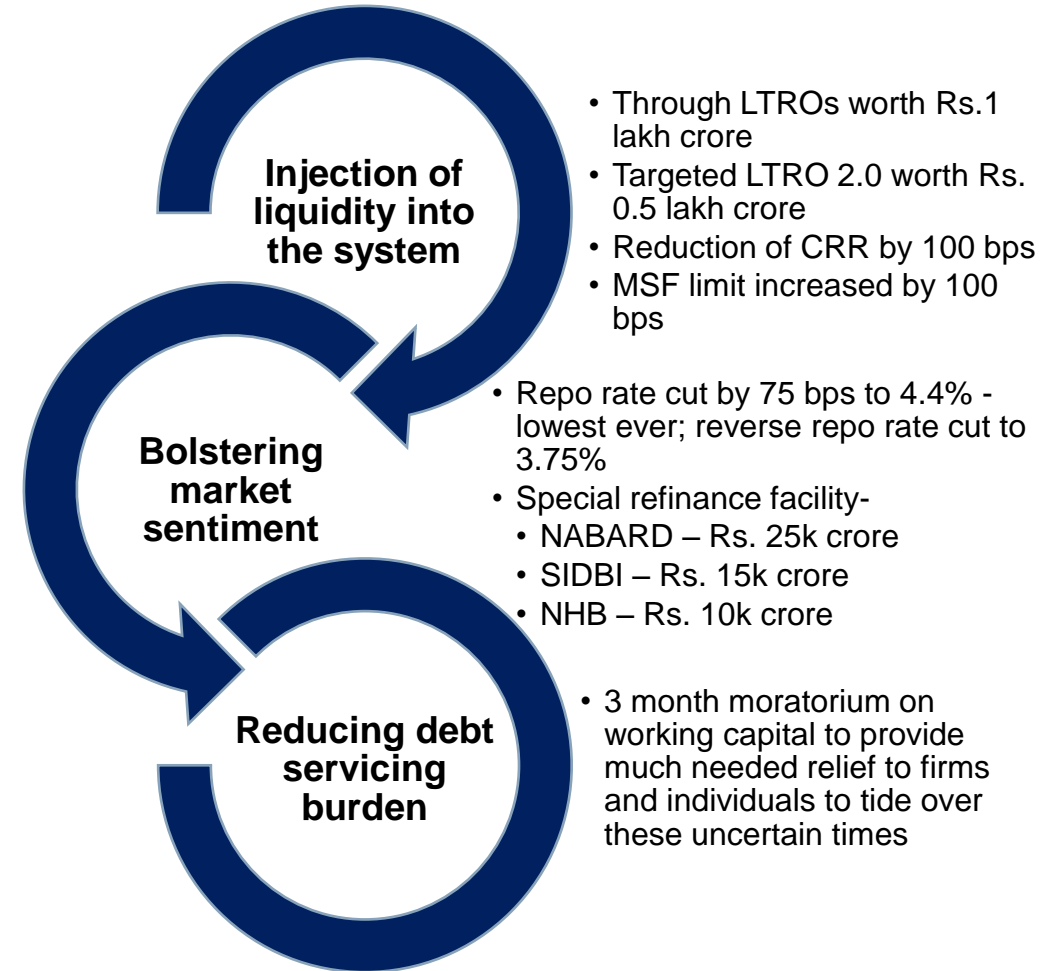 Injection of
liquidity into
the system
• Through LTROs worth Rs.1
lakh crore
• Targeted LTRO 2.0 worth Rs.
0.5 lakh crore
• Reduction of CRR by 100 bps
• MSF limit increased by 100
bps
Bolstering
market
sentiment
• Repo rate cut by 75 bps to 4.4% -
lowest ever; reverse repo rate cut to
3.75%
• Special refinance facility-
• NABARD – Rs. 25k crore
• SIDBI – Rs. 15k crore
• NHB – Rs. 10k crore
Reducing debt
servicing
burden
• 3 month moratorium on
working capital to provide
much needed relief to firms
and individuals to tide over
these uncertain times